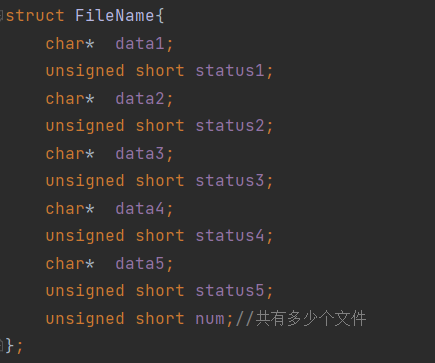 struct FileName{
    char*  data1;
    unsigned short status1;
    char*  data2;
    unsigned short status2;
    char*  data3;
    unsigned short status3;
    char*  data4;
    unsigned short status4;
    char*  data5;
    unsigned short status5;
    unsigned short num;//共有多少个文件
};